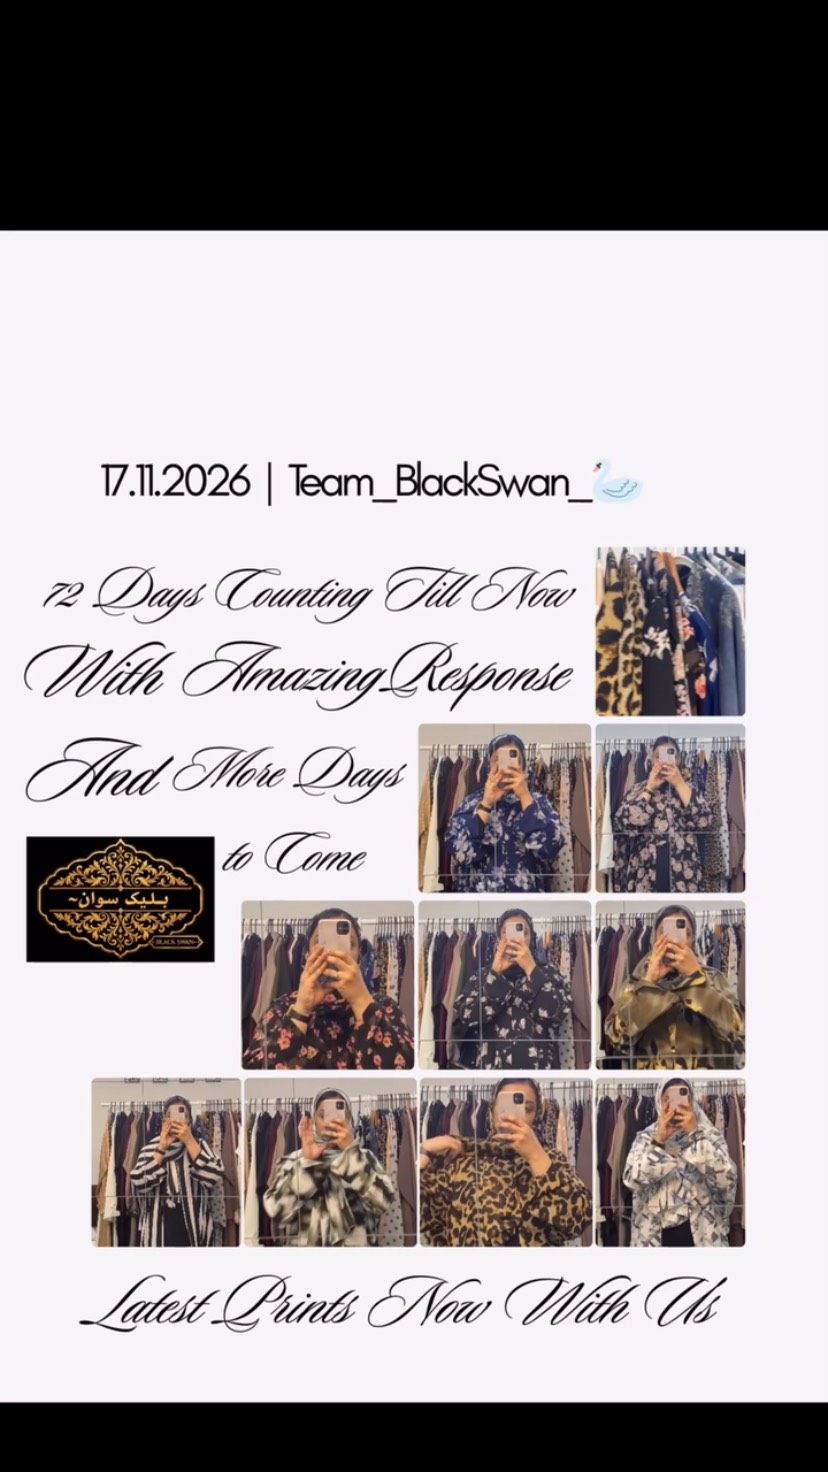 17.11.2026 | Team_BlackSwan_🦢
72 Days Counting Till Now
With Amazing Response
And More Days
to Come
بليک سوان~
BLACK SWAN~
Latest Prints Now With Us